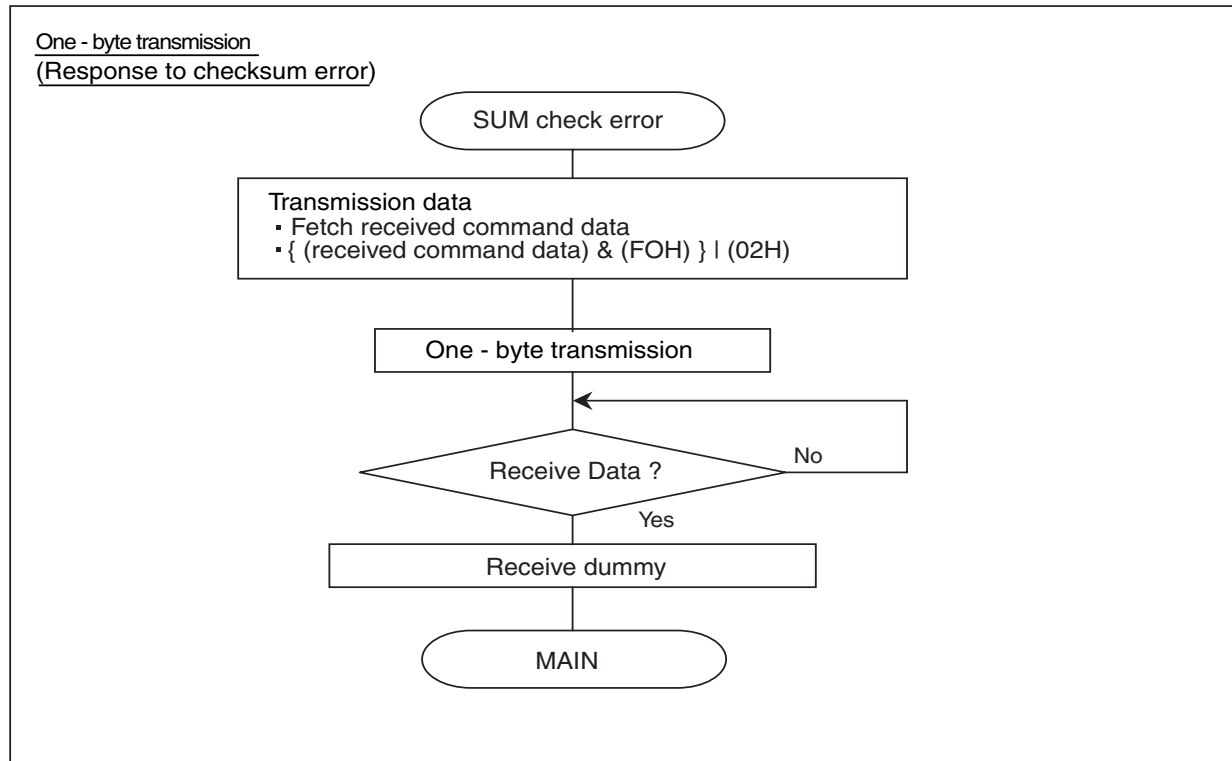 One - byte transmission
(Response to checksum error)
SUM check error
Transmission data
▪ Fetch received command data
▪ { (received command data) & (FOH) } | (02H)
One - byte transmission
Receive Data ?
No
Yes
Receive dummy
MAIN